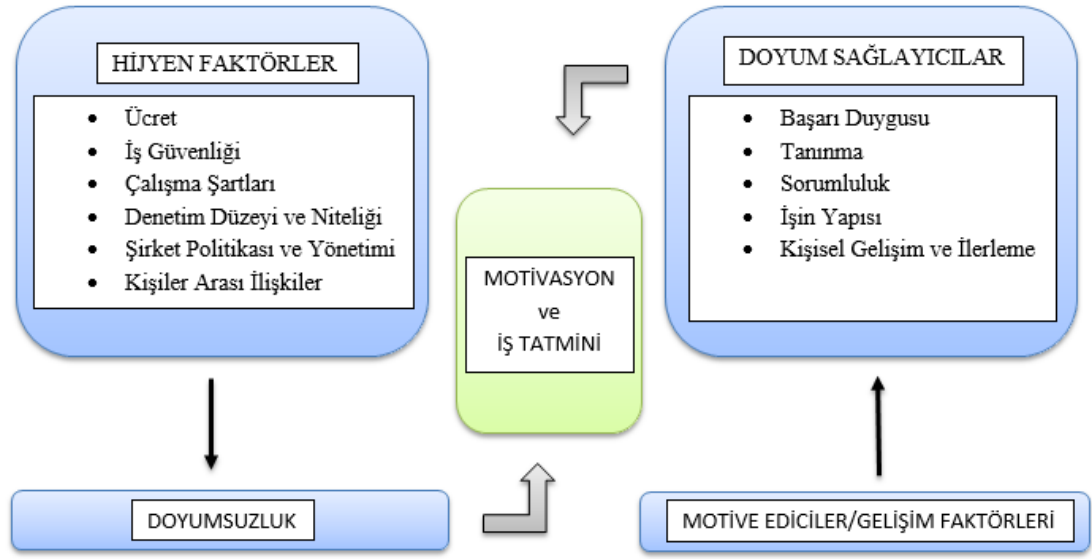 HİJYEN FAKTÖRLER
• Ücret
• İş Güvenliği
• Çalışma Şartları
• Denetim Düzeyi ve Niteliği
• Şirket Politikası ve Yönetimi
• Kişiler Arası İlişkiler
DOYUMSUZLUK
MOTİVASYON
ve
İŞ TATMİNİ
DOYUM SAĞLAYICILAR
• Başarı Duygusu
• Tanınma
• Sorumluluk
• İşin Yapısı
• Kişisel Gelişim ve İlerleme
MOTİVE EDİCİLER/GELİŞİM FAKTÖRLERİ